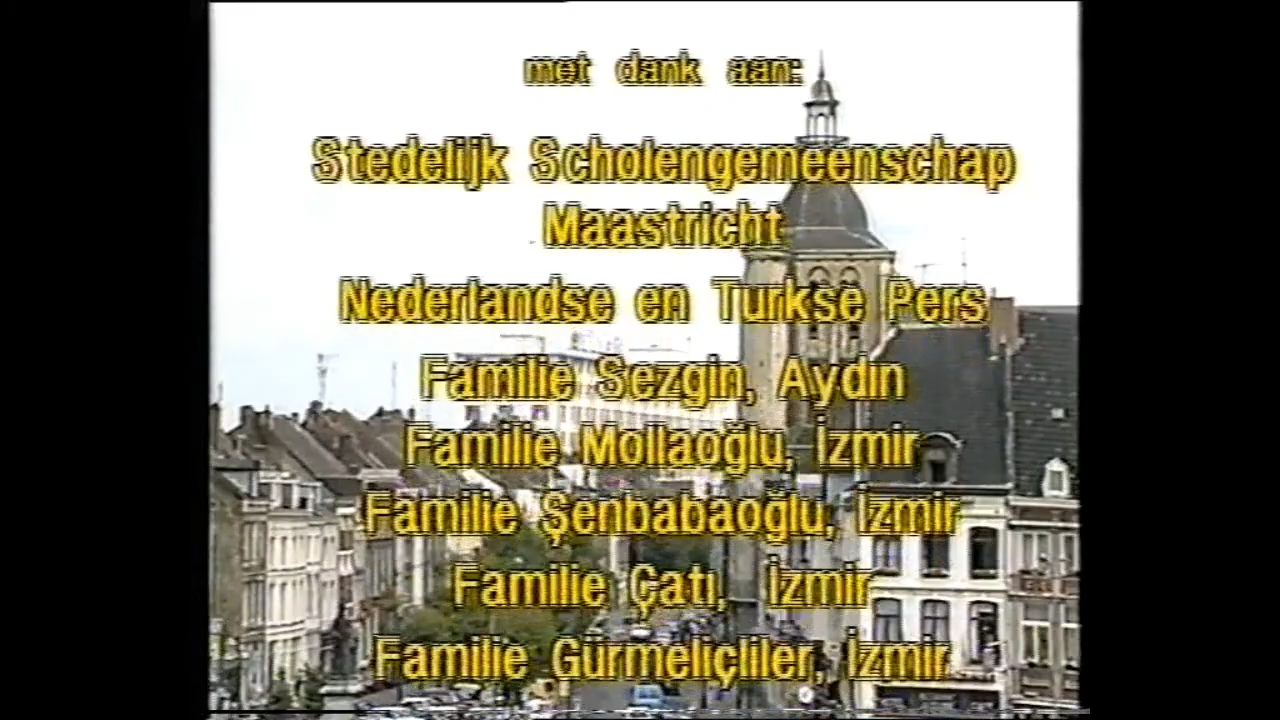 met dank aan:
Stedelijk Scholengemeenschap
Maastricht
Nederlandse en Turkse Pers
Familie Sezgin, Aydın
Familie Mollaoğlu, İzmir
Familie Şenbabaoğlu, İzmir
Familie Çatı, İzmir
Familie Gürmeliçliler, İzmir